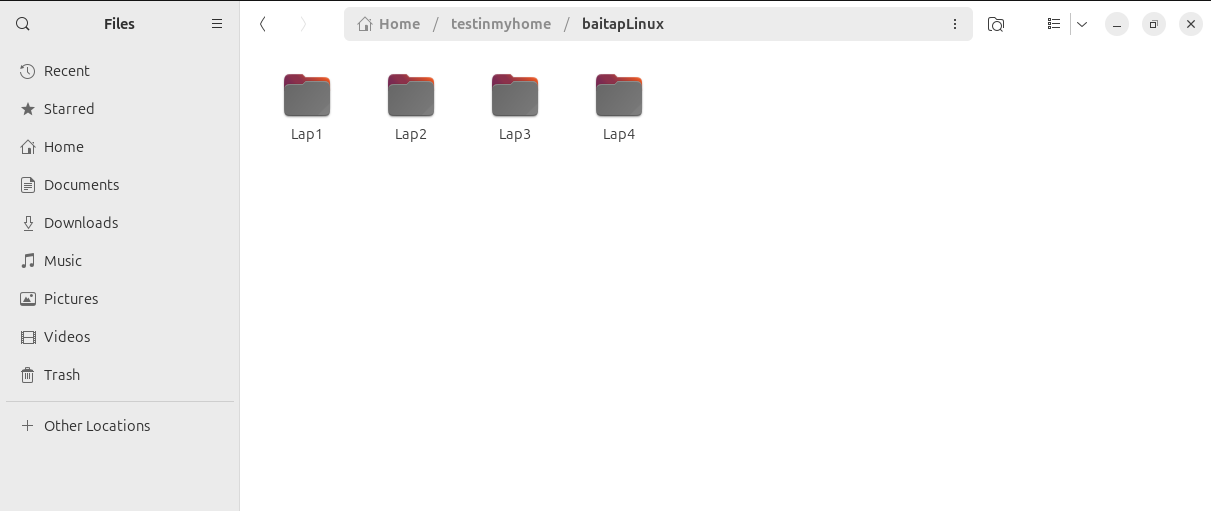 Files
Home / testinmyhome / baitapLinux
Recent
Starred
Home
Documents
Downloads
Music
Pictures
Videos
Trash
Other Locations
Lap1 Lap2 Lap3 Lap4